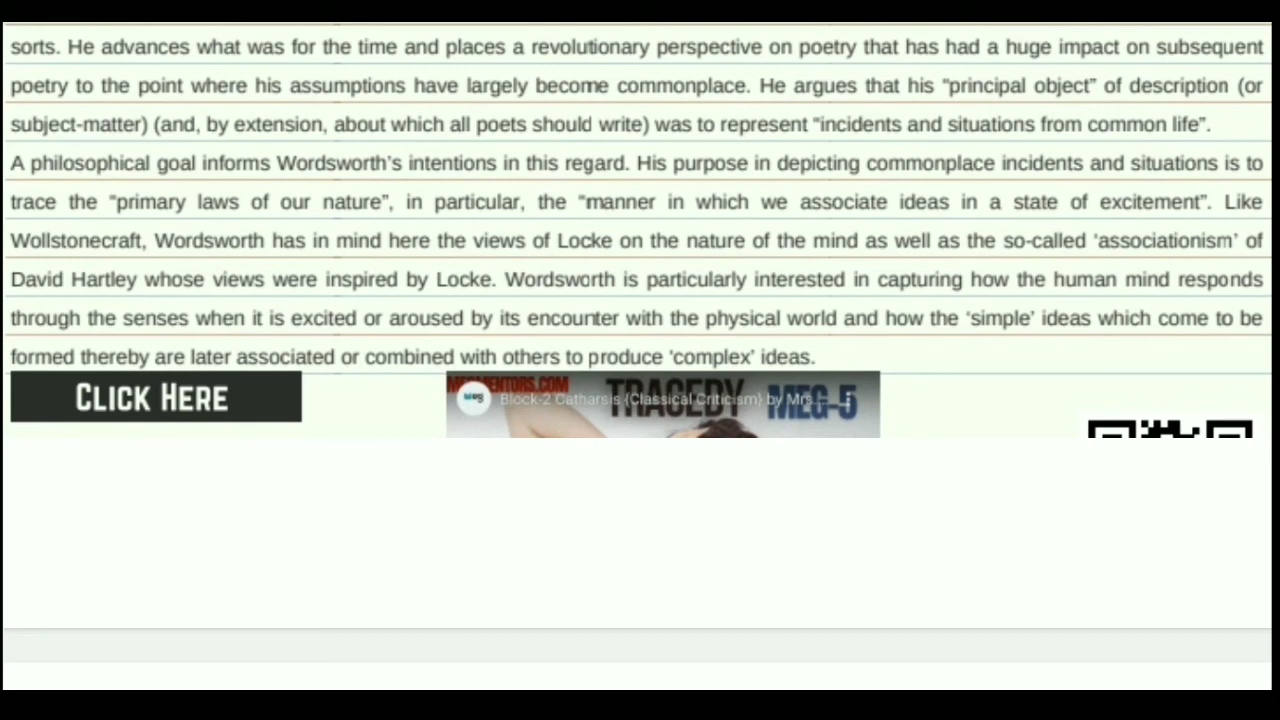 sorts. He advances what was for the time and places a revolutionary perspective on poetry that has had a huge impact on subsequent
poetry to the point where his assumptions have largely become commonplace. He argues that his “principal object” of description (or
subject-matter) (and, by extension, about which all poets should write) was to represent “incidents and situations from common life”.
A philosophical goal informs Wordsworth’s intentions in this regard. His purpose in depicting commonplace incidents and situations is to
trace the “primary laws of our nature”, in particular, the “manner in which we associate ideas in a state of excitement”. Like
Wollstonecraft, Wordsworth has in mind here the views of Locke on the nature of the mind as well as the so-called ‘associationism’ of
David Hartley whose views were inspired by Locke. Wordsworth is particularly interested in capturing how the human mind responds
through the senses when it is excited or aroused by its encounter with the physical world and how the ‘simple’ ideas which come to be
formed thereby are later associated or combined with others to produce ‘complex’ ideas.
CLICK HERE
MEGMENTORS.COM TRAGEDY MEG-5
Block-2 Catharsis {Classical Criticism} by Mrs...